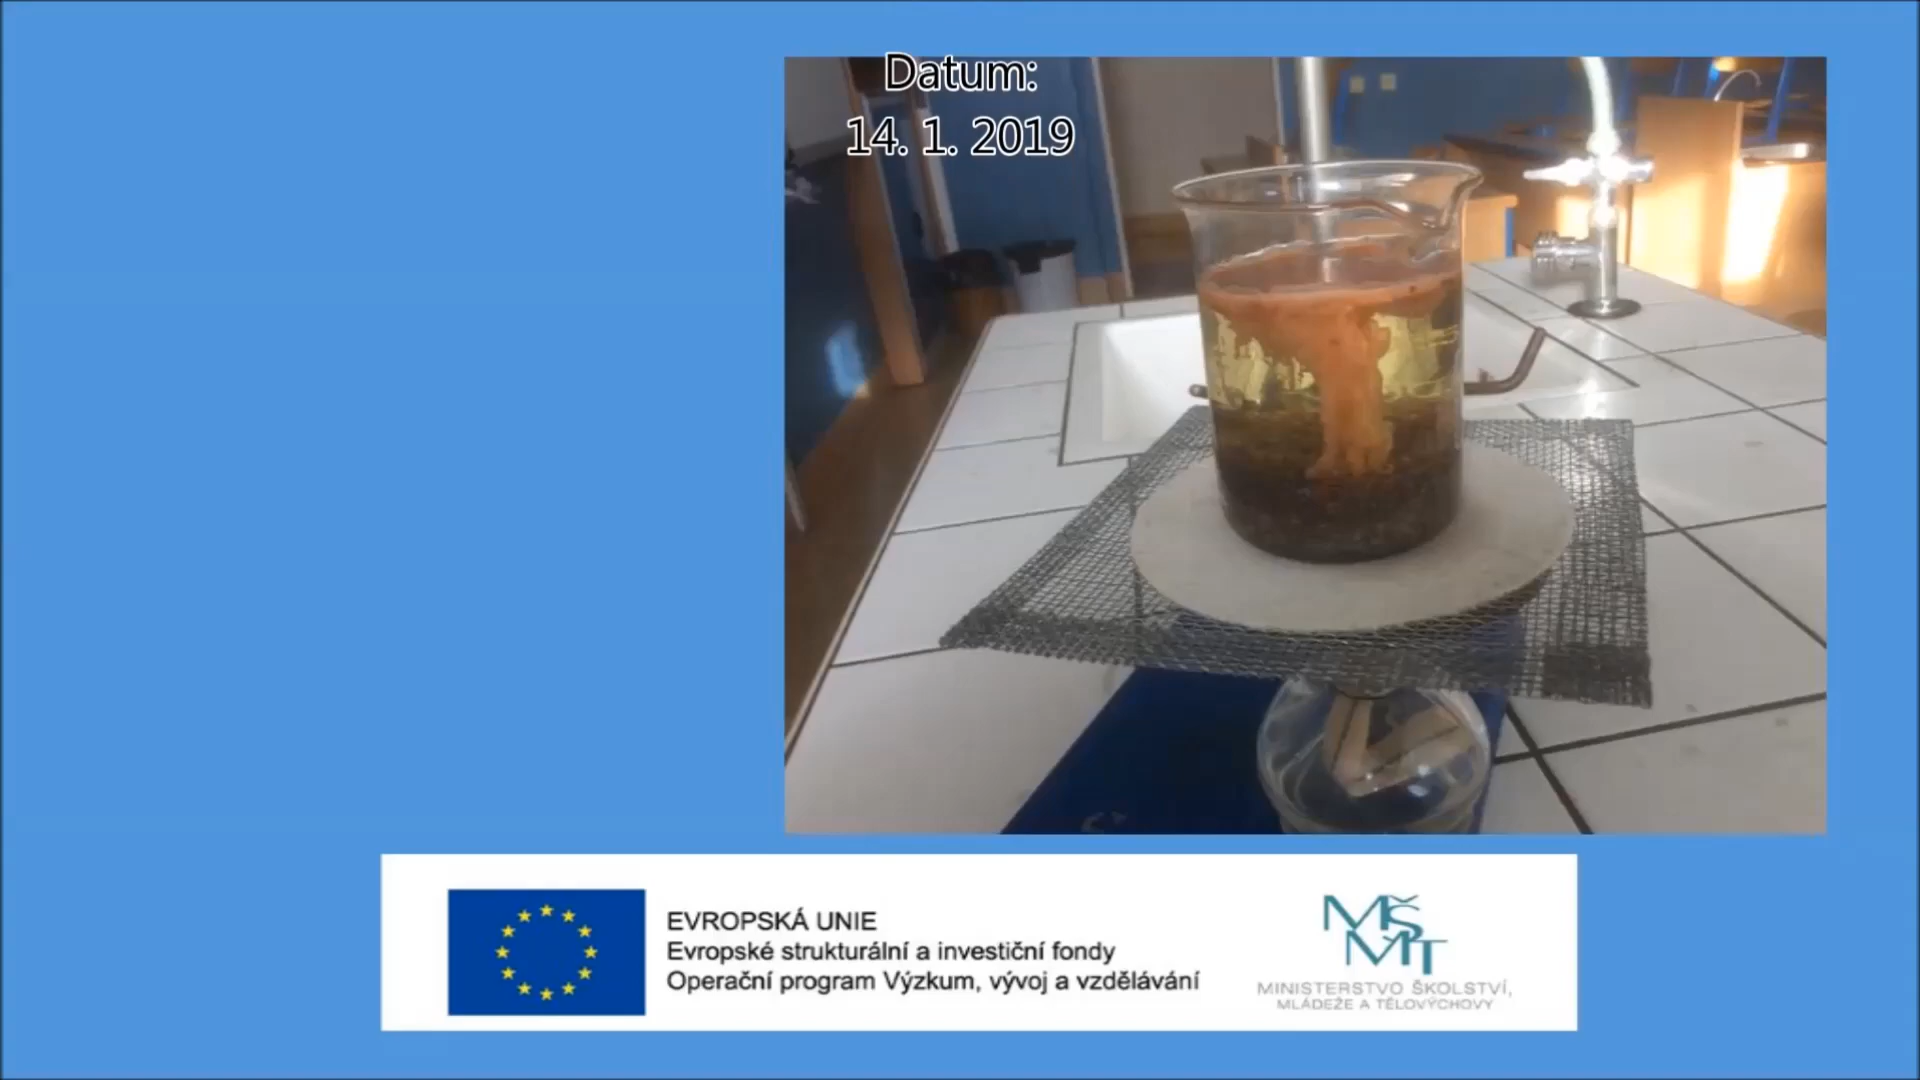 Datum:
14. 1. 2019
EVROPSKÁ UNIE
Evropské strukturální a investiční fondy
Operační program Výzkum, vývoj a vzdělávání
MŠMT
MINISTERSTVO ŠKOLSTVÍ,
MLÁDEŽE A TĚLOVÝCHOVY